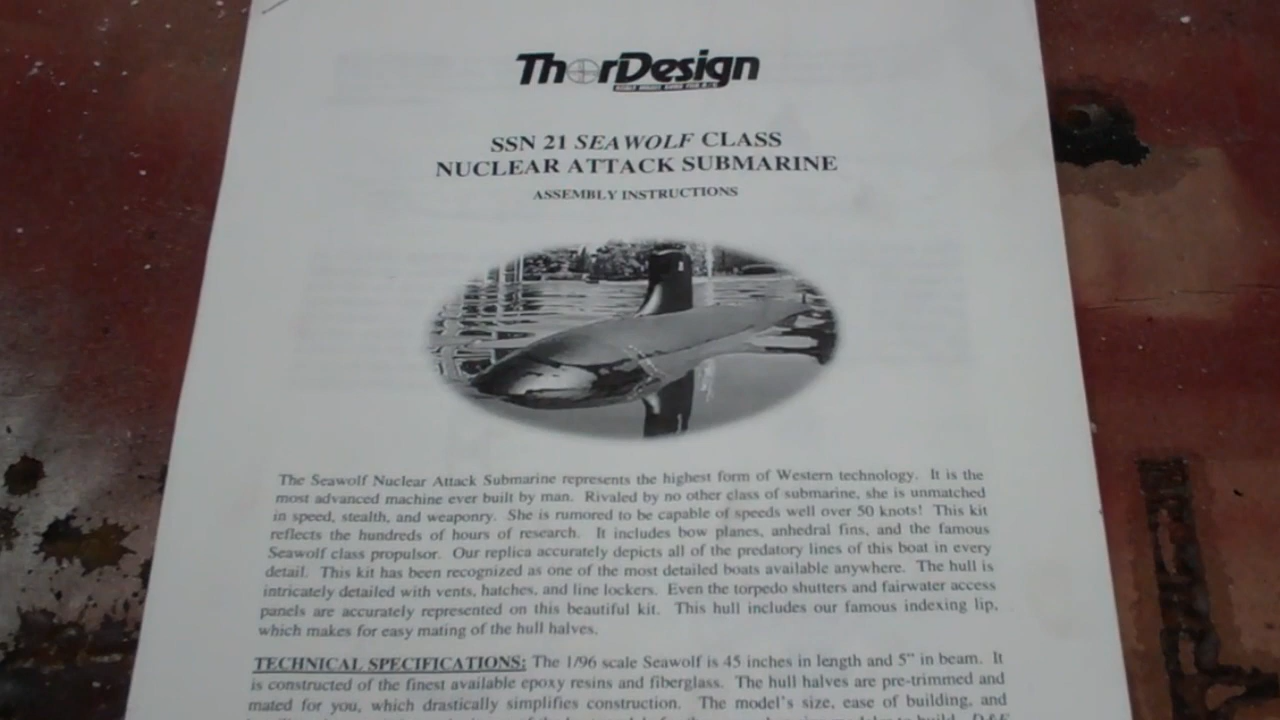 ThorDesign
SSN 21 SEAWOLF CLASS
NUCLEAR ATTACK SUBMARINE
ASSEMBLY INSTRUCTIONS
The Seawolf Nuclear Attack Submarine represents the highest form of Western technology. It is the
most advanced machine ever built by man. Rivaled by no other class of submarine, she is unmatched
in speed, stealth, and weaponry. She is rumored to be capable of speeds well over 50 knots! This kit
reflects the hundreds of hours of research. It includes bow planes, anhedral fins, and the famous
Seawolf class propulsor. Our replica accurately depicts all of the predatory lines of this boat in every
detail. This kit has been recognized as one of the most detailed boats available anywhere. The hull is
intricately detailed with vents, hatches, and line lockers. Even the torpedo shutters and fairwater access
panels are accurately represented on this beautiful kit. This hull includes our famous indexing lip,
which makes for easy mating of the hull halves.
TECHNICAL SPECIFICATIONS: The 1/96 scale Seawolf is 45 inches in length and 5" in beam. It
is constructed of the finest available epoxy resins and fiberglass. The hull halves are pre-trimmed and
mated for you, which drastically simplifies construction. The model's size, ease of building, and